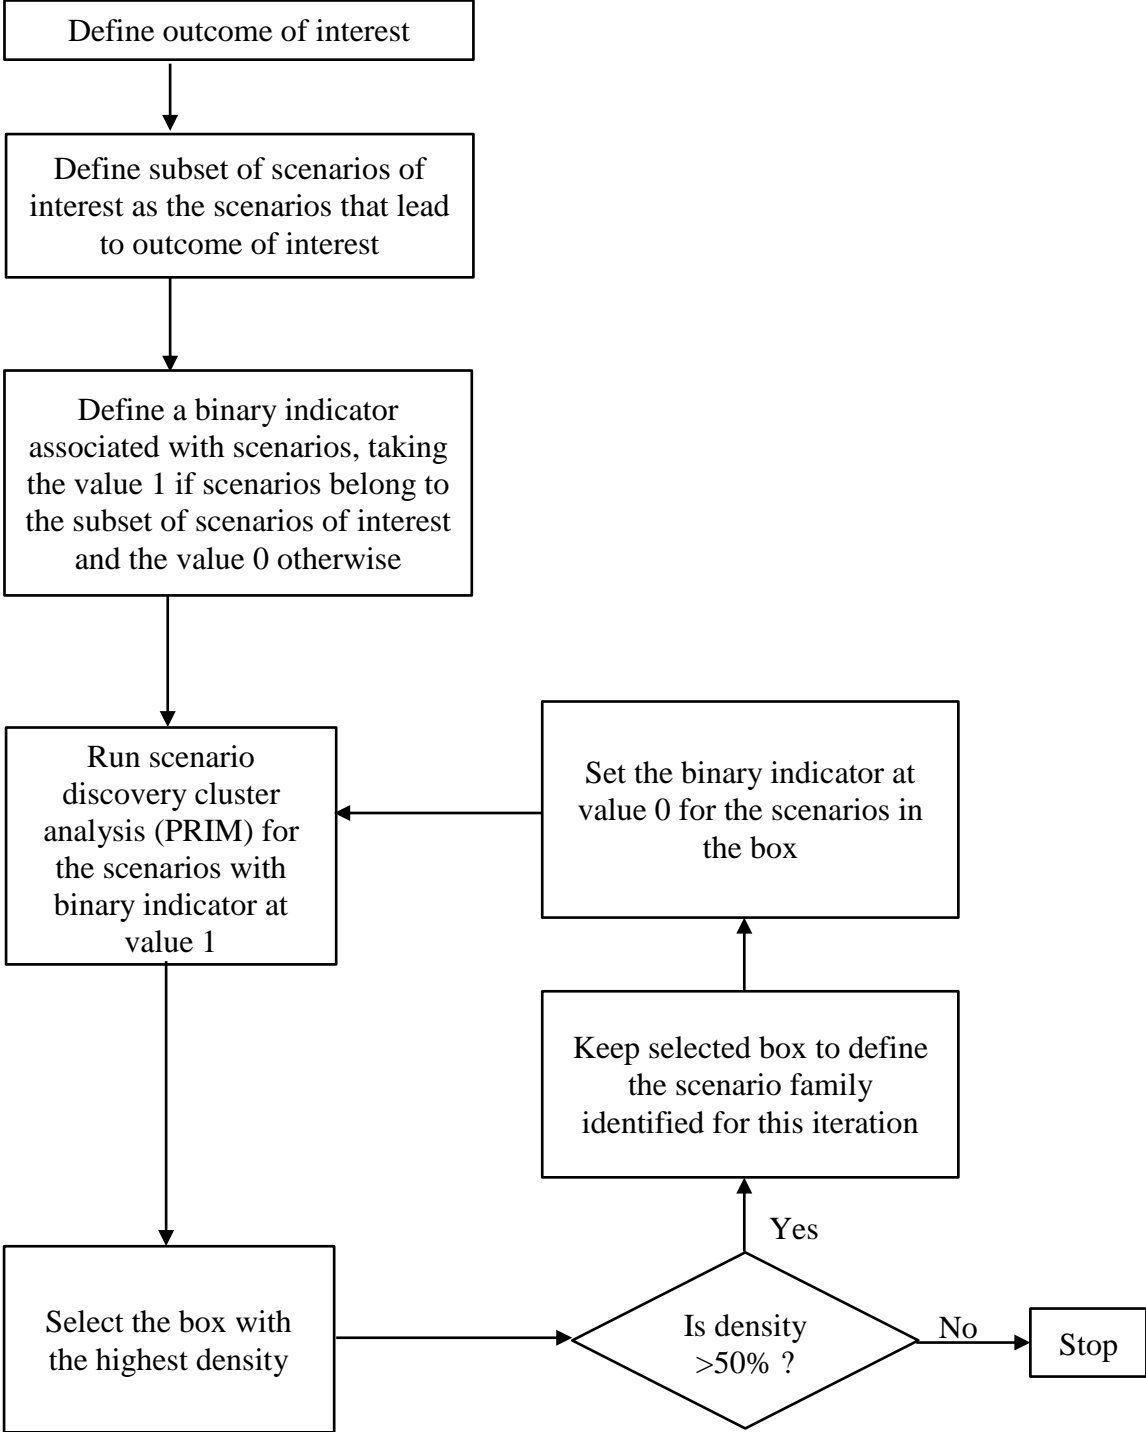 Define outcome of interest
Define subset of scenarios of
interest as the scenarios that lead
to outcome of interest
Define a binary indicator
associated with scenarios, taking
the value 1 if scenarios belong to
the subset of scenarios of interest
and the value 0 otherwise
Run scenario
discovery cluster
analysis (PRIM) for
the scenarios with
binary indicator at
value 1
Set the binary indicator at
value 0 for the scenarios in
the box
Keep selected box to define
the scenario family
identified for this iteration
Yes
Select the box with
the highest density
Is density
>50% ?
No
Stop